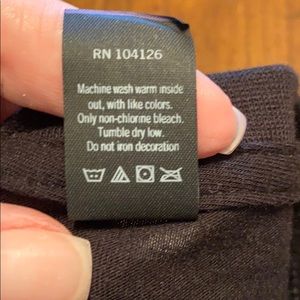 RN 104126
Machine wash warm inside
out, with like colors.
Only non-chlorine bleach.
Tumble dry low.
Do not iron decoration